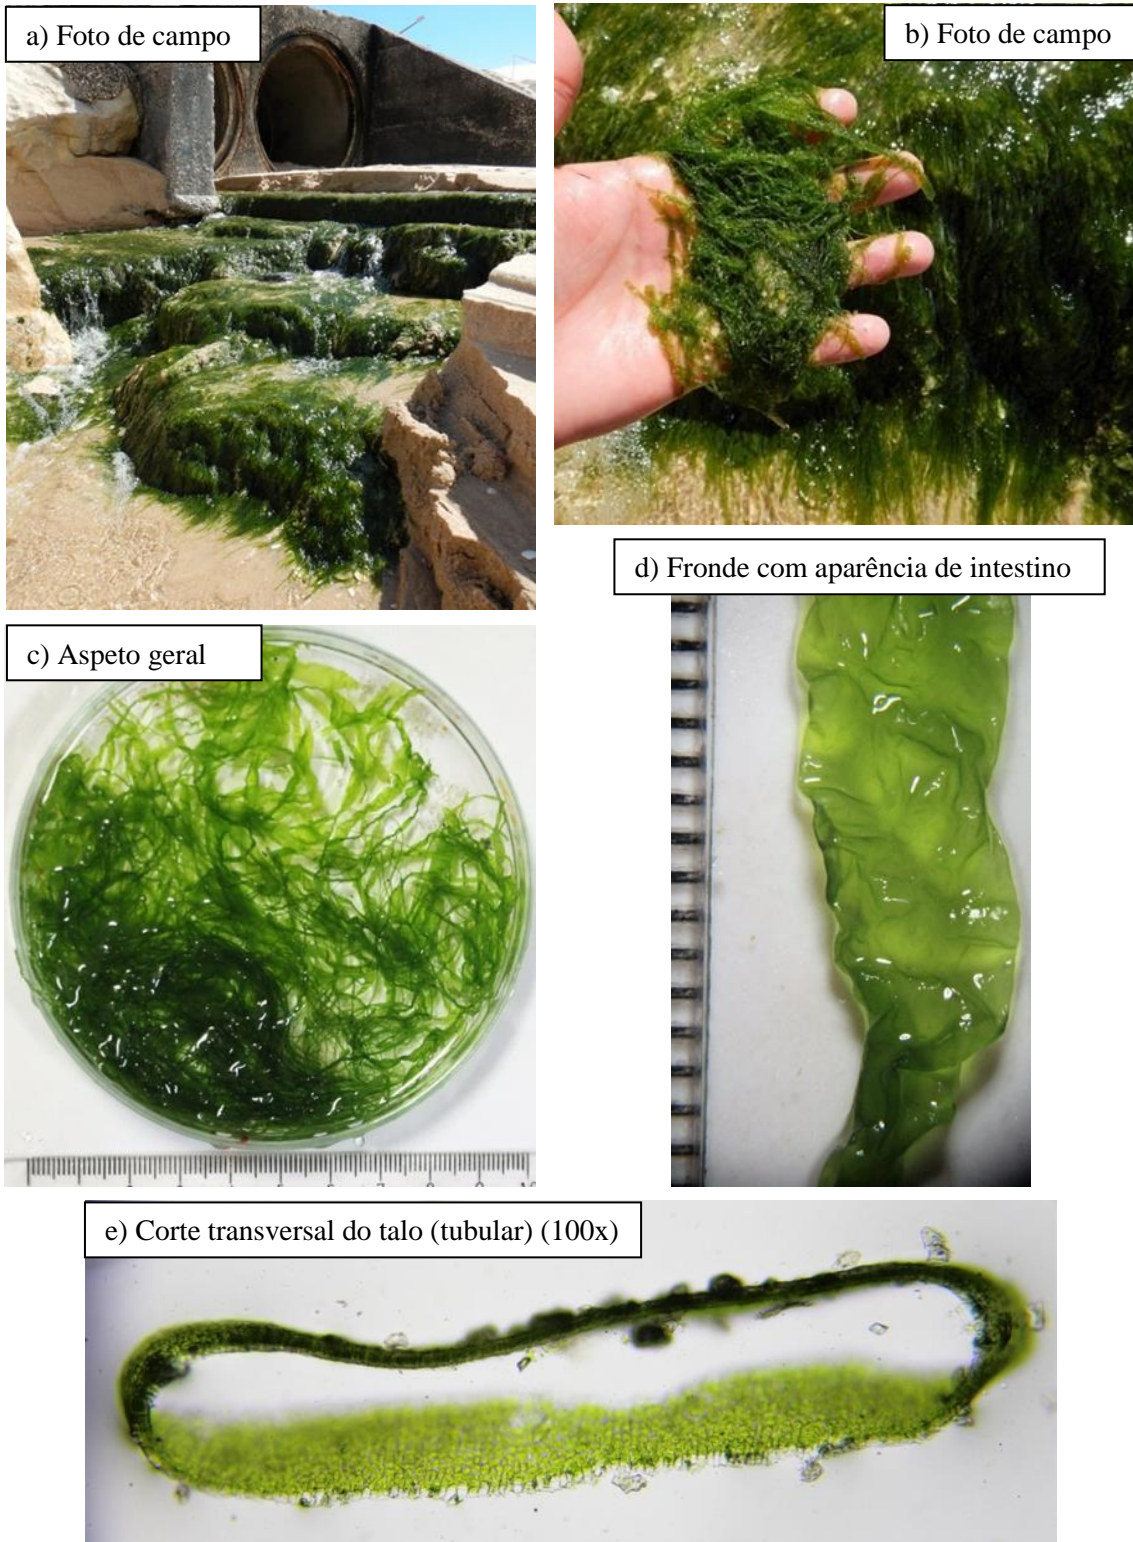 a) Foto de campo
b) Foto de campo
c) Aspeto geral
d) Fronde com aparência de intestino
e) Corte transversal do talo (tubular) (100x)